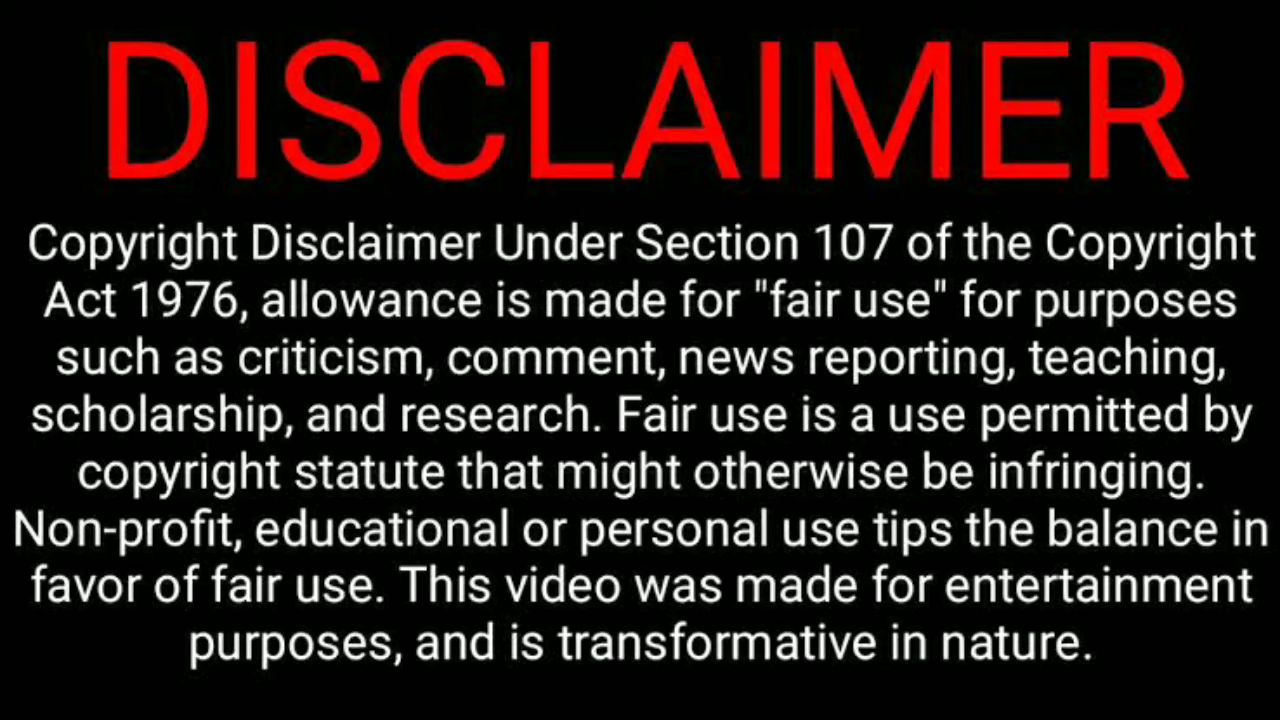 DISCLAIMER
Copyright Disclaimer Under Section 107 of the Copyright
Act 1976, allowance is made for "fair use" for purposes
such as criticism, comment, news reporting, teaching,
scholarship, and research. Fair use is a use permitted by
copyright statute that might otherwise be infringing.
Non-profit, educational or personal use tips the balance in
favor of fair use. This video was made for entertainment
purposes, and is transformative in nature.